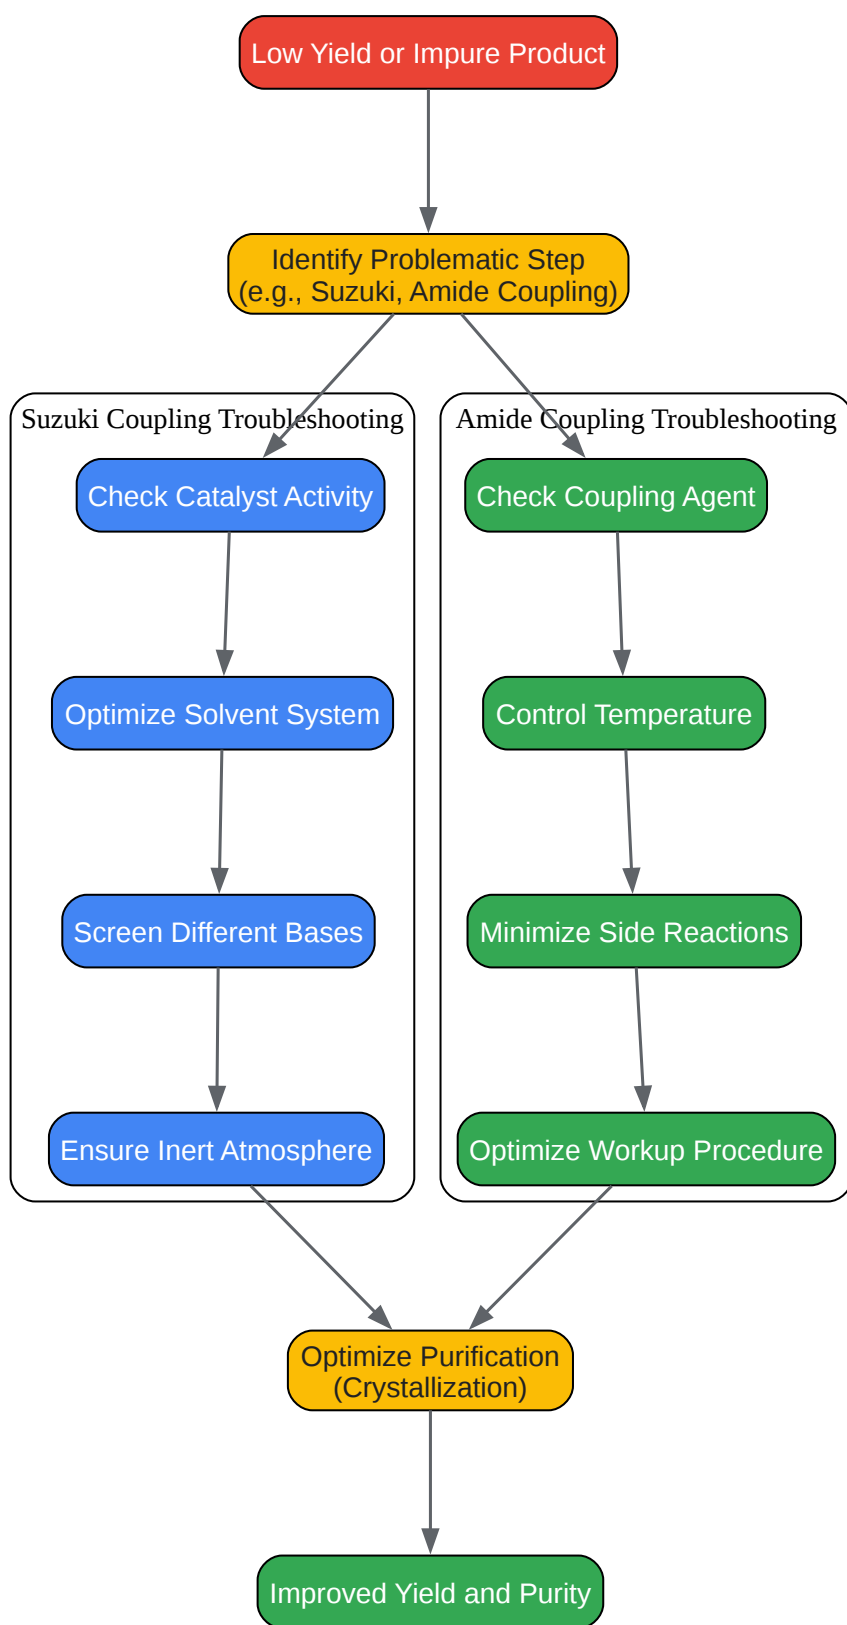 Low Yield or Impure Product
Identify Problematic Step
(e.g., Suzuki, Amide Coupling)
Suzuki Coupling Troubleshooting
Check Catalyst Activity
Optimize Solvent System
Screen Different Bases
Ensure Inert Atmosphere
Amide Coupling Troubleshooting
Check Coupling Agent
Control Temperature
Minimize Side Reactions
Optimize Workup Procedure
Optimize Purification
(Crystallization)
Improved Yield and Purity